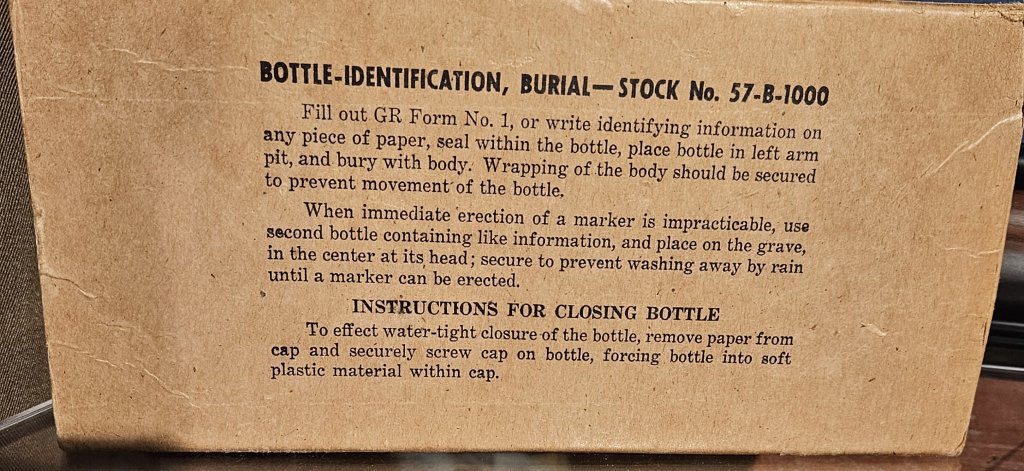 BOTTLE-IDENTIFICATION, BURIAL—STOCK No. 57-B-1000
Fill out GR Form No. 1, or write identifying information on
any piece of paper, seal within the bottle, place bottle in left arm
pit, and bury with body. Wrapping of the body should be secured
to prevent movement of the bottle.
When immediate erection of a marker is impracticable, use
second bottle containing like information, and place on the grave,
in the center at its head; secure to prevent washing away by rain
until a marker can be erected.
INSTRUCTIONS FOR CLOSING BOTTLE
To effect water-tight closure of the bottle, remove paper from
cap and securely screw cap on bottle, forcing bottle into soft
plastic material within cap.